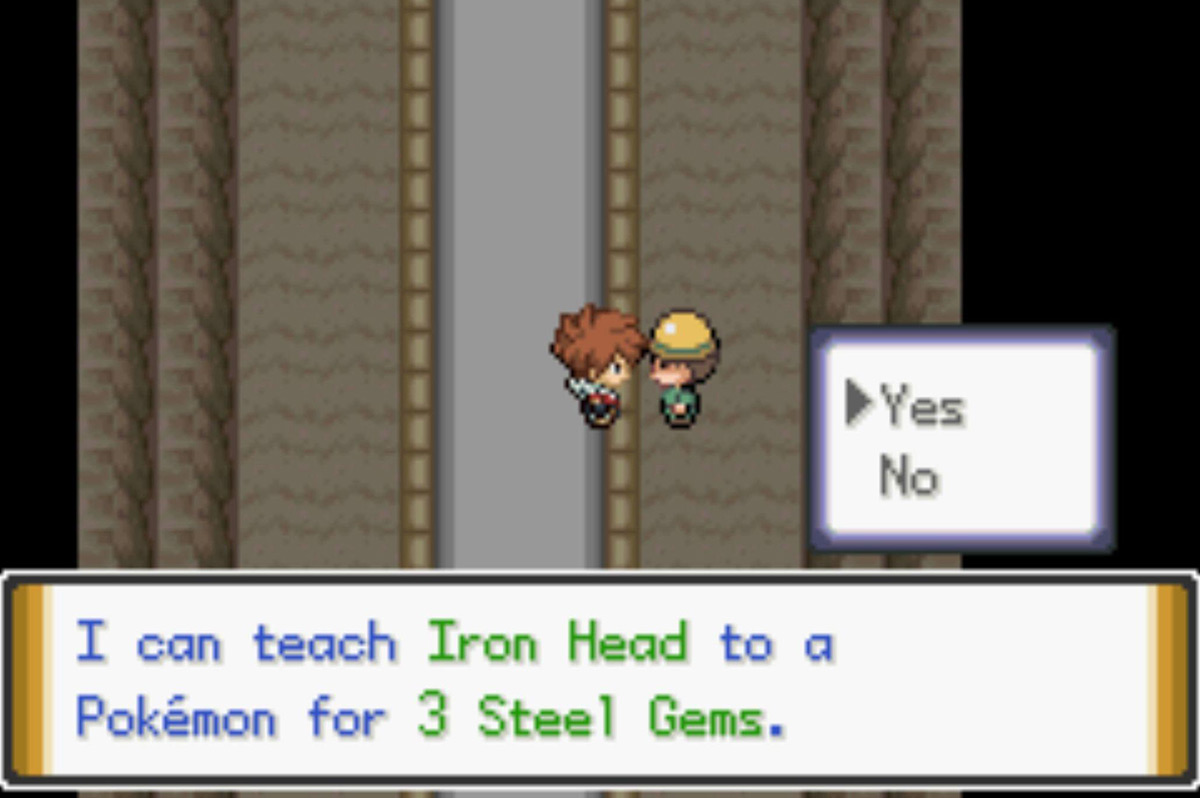 Yes
No
I can teach Iron Head to a
Pokémon for 3 Steel Gems.